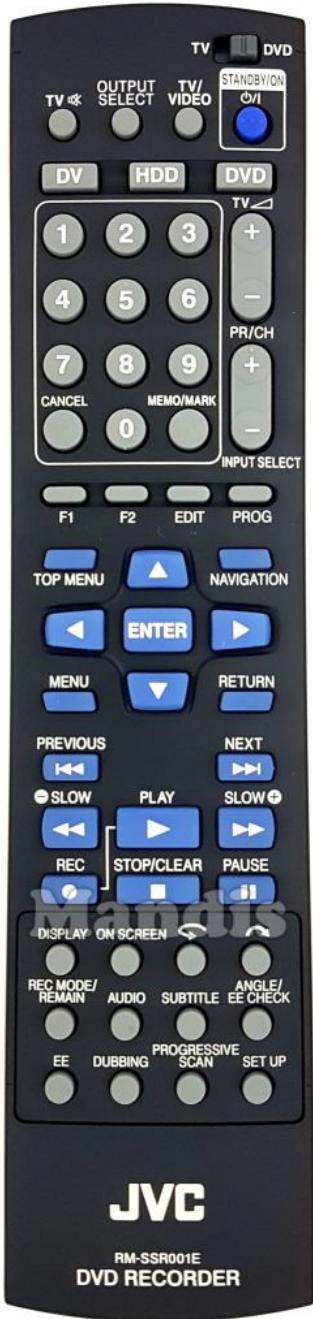 TV DVD
STANDBY/ON
TV OUTPUT SELECT TV/VIDEO ⏻/I
DV HDD DVD
TV
1 2 3 +
4 5 6 −
PR/CH
7 8 9 +
CANCEL MEMO/MARK
0 −
INPUT SELECT
F1 F2 EDIT PROG
TOP MENU NAVIGATION
ENTER
MENU RETURN
PREVIOUS NEXT
SLOW PLAY SLOW
REC STOP/CLEAR PAUSE
Mandis
DISPLAY ON SCREEN
REC MODE/REMAIN AUDIO SUBTITLE ANGLE/EE CHECK
EE DUBBING PROGRESSIVE SCAN SET UP
JVC
RM-SSR001E
DVD RECORDER